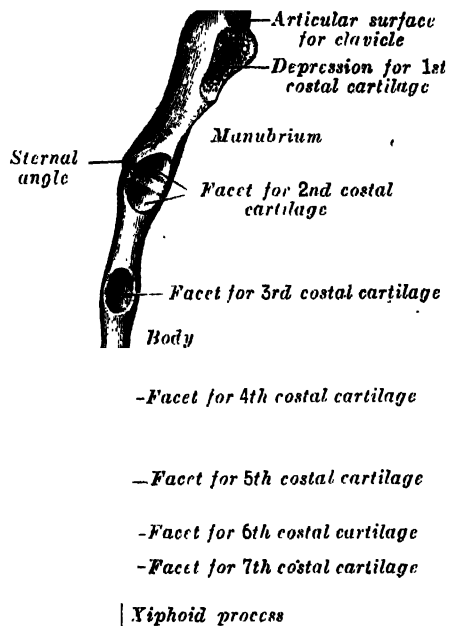 Articular surface
for clavicle
Depression for 1st
costal cartilage
Manubrium
Sternal
angle
Facet for 2nd costal
cartilage
Facet for 3rd costal cartilage
Body
Facet for 4th costal cartilage
Facet for 5th costal cartilage
Facet for 6th costal cartilage
Facet for 7th costal cartilage
Xiphoid process